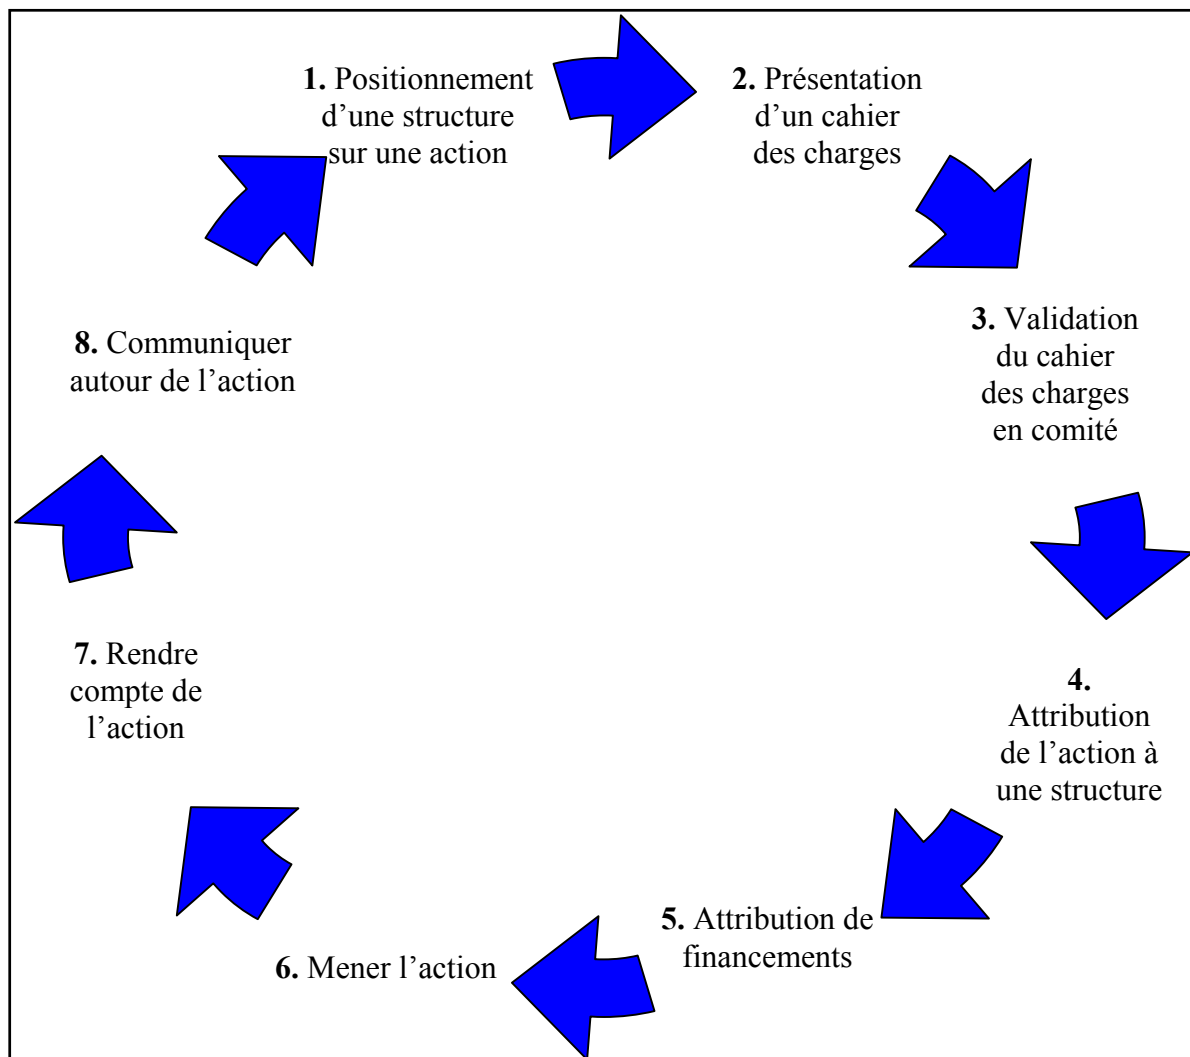 1. Positionnement
d’une structure
sur une action
2. Présentation
d’un cahier
des charges
3. Validation
du cahier
des charges
en comité
4.
Attribution
de l’action à
une structure
5. Attribution de
financements
6. Mener l’action
7. Rendre
compte de
l’action
8. Communiquer
autour de l’action